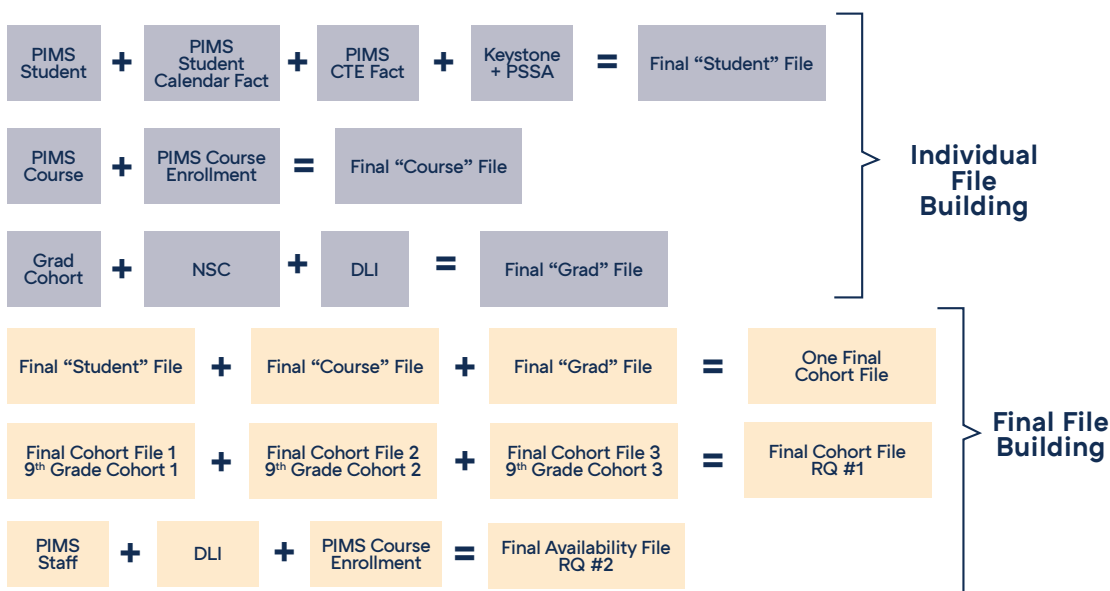 PIMS
Student
+
PIMS
Student
Calendar Fact
+
PIMS
CTE Fact
+
Keystone
+ PSSA
=
Final “Student” File
PIMS
Course
+
PIMS Course
Enrollment
=
Final “Course” File
Grad
Cohort
+
NSC
+
DLI
=
Final “Grad” File
Individual
File
Building
Final “Student” File
+
Final “Course” File
+
Final “Grad” File
=
One Final
Cohort File
Final Cohort File 1
9th Grade Cohort 1
+
Final Cohort File 2
9th Grade Cohort 2
+
Final Cohort File 3
9th Grade Cohort 3
=
Final Cohort File
RQ #1
PIMS
Staff
+
DLI
+
PIMS Course
Enrollment
=
Final Availability File
RQ #2
Final File
Building